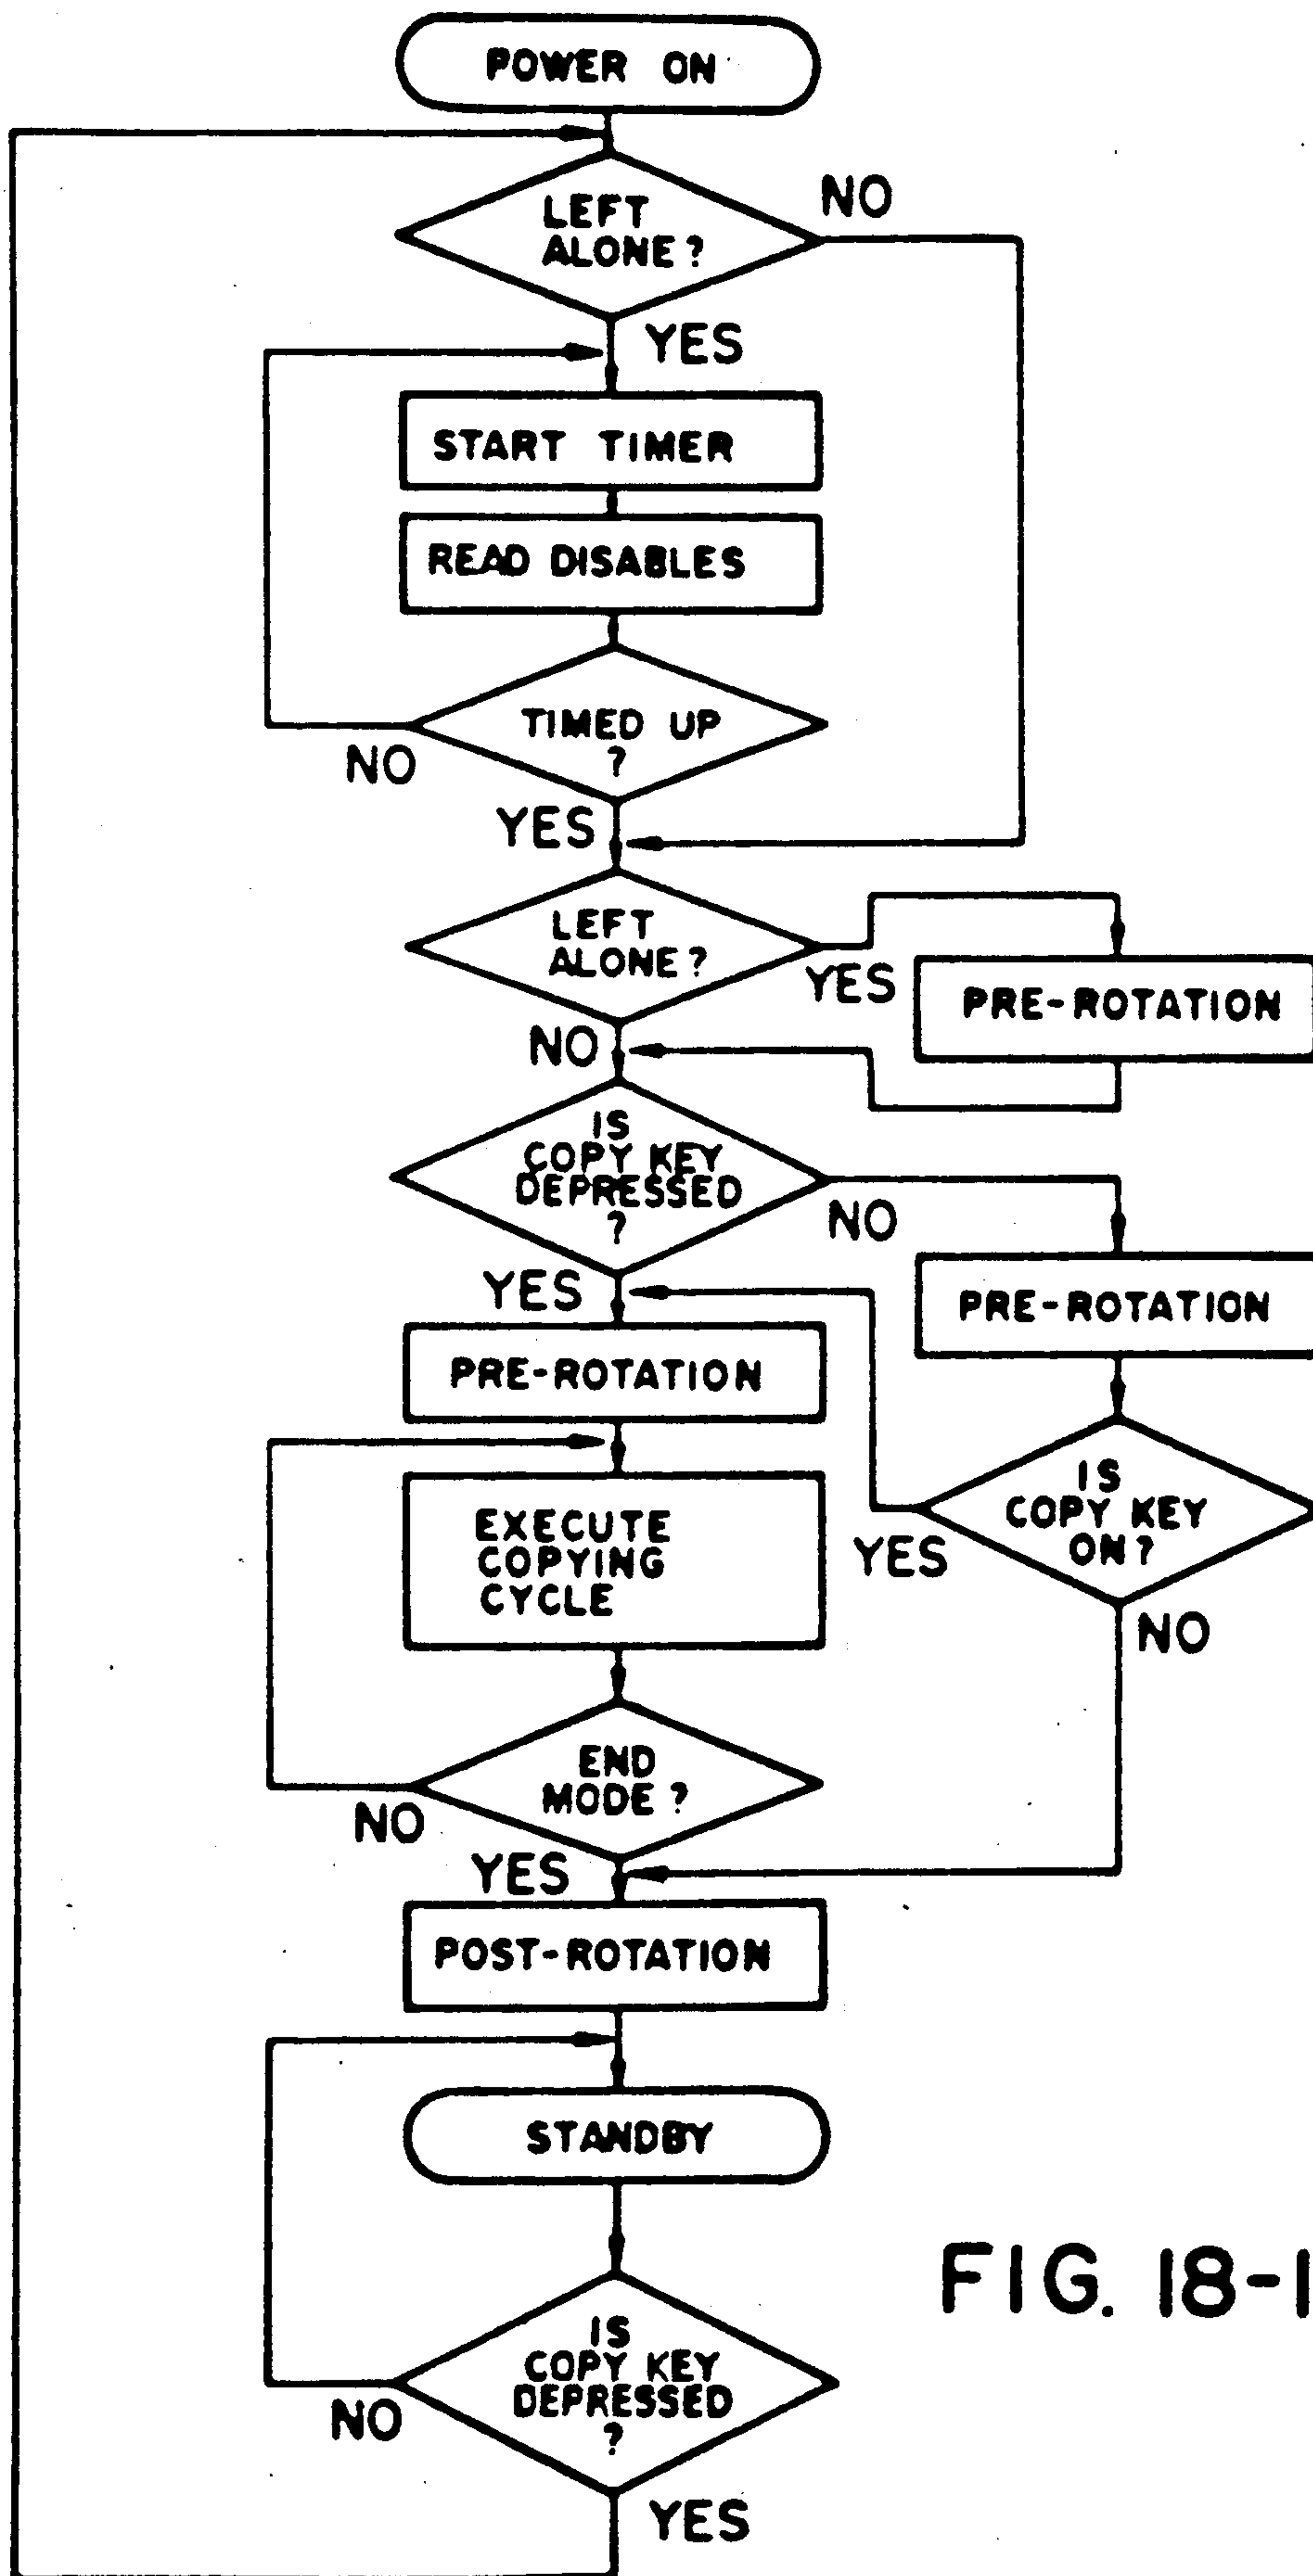 POWER ON
LEFT
ALONE?
NO
YES
START TIMER
READ DISABLES
TIMED UP
?
NO
YES
LEFT
ALONE?
YES
PRE-ROTATION
NO
IS
COPY KEY
DEPRESSED
?
NO
YES
PRE-ROTATION
PRE-ROTATION
IS
COPY KEY
ON?
YES
NO
EXECUTE
COPYING
CYCLE
END
MODE?
NO
YES
POST-ROTATION
STANDBY
IS
COPY KEY
DEPRESSED
?
NO
YES
FIG. 18-1